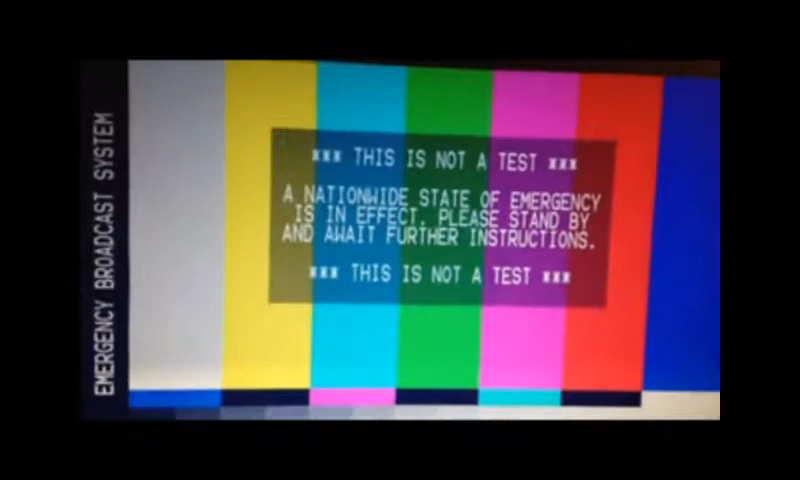 EMERGENCY BROADCAST SYSTEM
*** THIS IS NOT A TEST ***
A NATIONWIDE STATE OF EMERGENCY
IS IN EFFECT. PLEASE STAND BY
AND AWAIT FURTHER INSTRUCTIONS.
*** THIS IS NOT A TEST ***